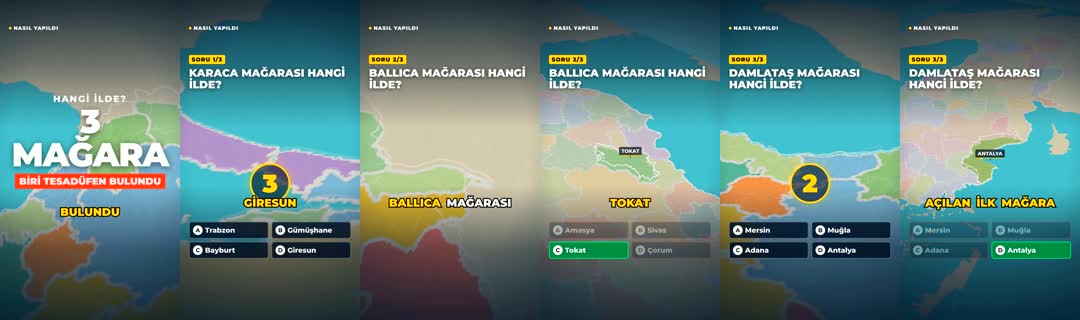 NASIL YAPILDI
HANGİ İLDE?
3
MAĞARA
BİRİ TESADÜFEN BULUNDU
BULUNDU
NASIL YAPILDI
SORU 1/3
KARACA MAĞARASI HANGİ
İLDE?
3
GİRESUN
A Trabzon
B Gümüşhane
C Bayburt
D Giresun
NASIL YAPILDI
SORU 2/3
BALLICA MAĞARASI HANGİ
İLDE?
BALLICA MAĞARASI
NASIL YAPILDI
SORU 2/3
BALLICA MAĞARASI HANGİ
İLDE?
TOKAT
TOKAT
A Amasya
B Sivas
C Tokat
D Çorum
NASIL YAPILDI
SORU 3/3
DAMLATAŞ MAĞARASI
HANGİ İLDE?
2
A Mersin
B Muğla
C Adana
D Antalya
NASIL YAPILDI
SORU 3/3
DAMLATAŞ MAĞARASI
HANGİ İLDE?
ANTALYA
AÇILAN İLK MAĞARA
A Mersin
B Muğla
C Adana
D Antalya